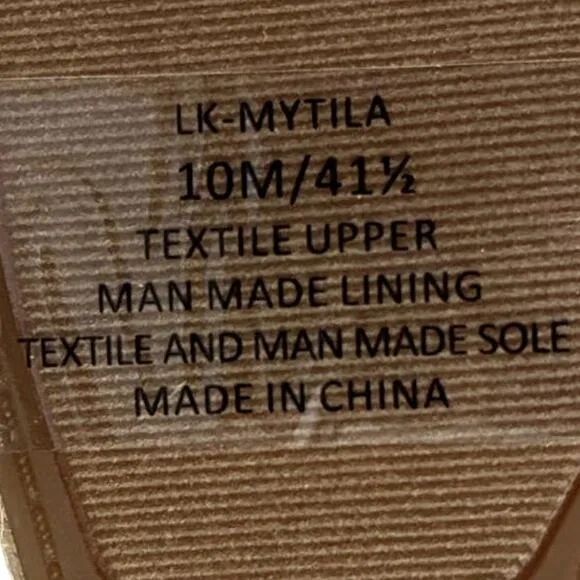 LK-MYTILA
10M/41½
TEXTILE UPPER
MAN MADE LINING
TEXTILE AND MAN MADE SOLE
MADE IN CHINA